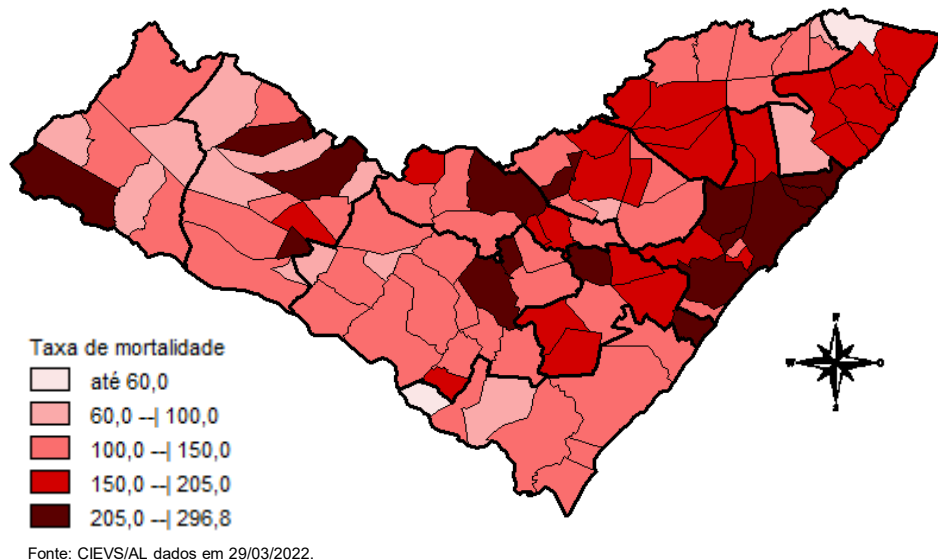 Taxa de mortalidade
até 60,0
60,0 --| 100,0
100,0 --| 150,0
150,0 --| 205,0
205,0 --| 296,8
Fonte: CIEVS/AL dados em 29/03/2022.